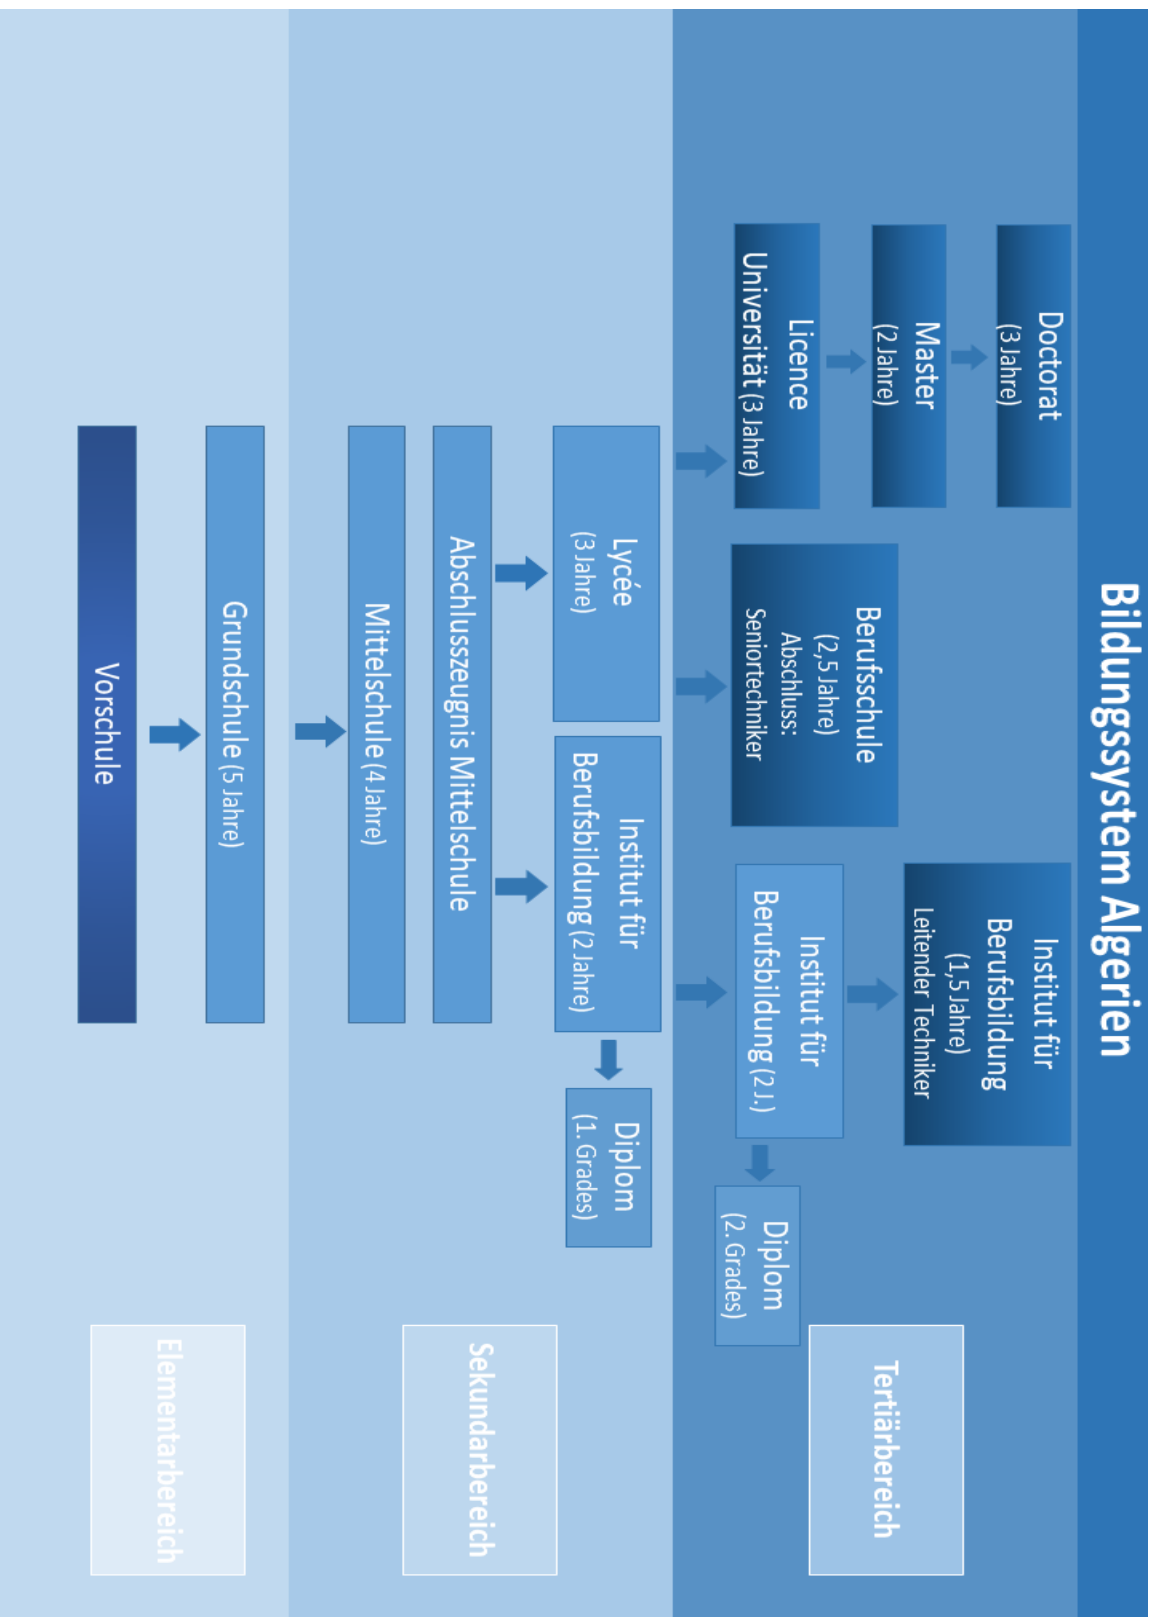 Bildungssystem Algerien
Doctorat
(3 Jahre)
Master
(2 Jahre)
Licence
Universität (3 Jahre)
Berufsschule
(2,5 Jahre)
Abschluss:
Seniortechniker
Institut für
Berufsbildung
(1,5 Jahre)
Leitender Techniker
Institut für
Berufsbildung (2 J.)
Diplom
(2. Grades)
Tertiärbereich
Lycée
(3 Jahre)
Institut für
Berufsbildung (2 Jahre)
Diplom
(1. Grades)
Abschlusszeugnis Mittelschule
Mittelschule (4 Jahre)
Sekundarbereich
Grundschule (5 Jahre)
Vorschule
Elementarbereich